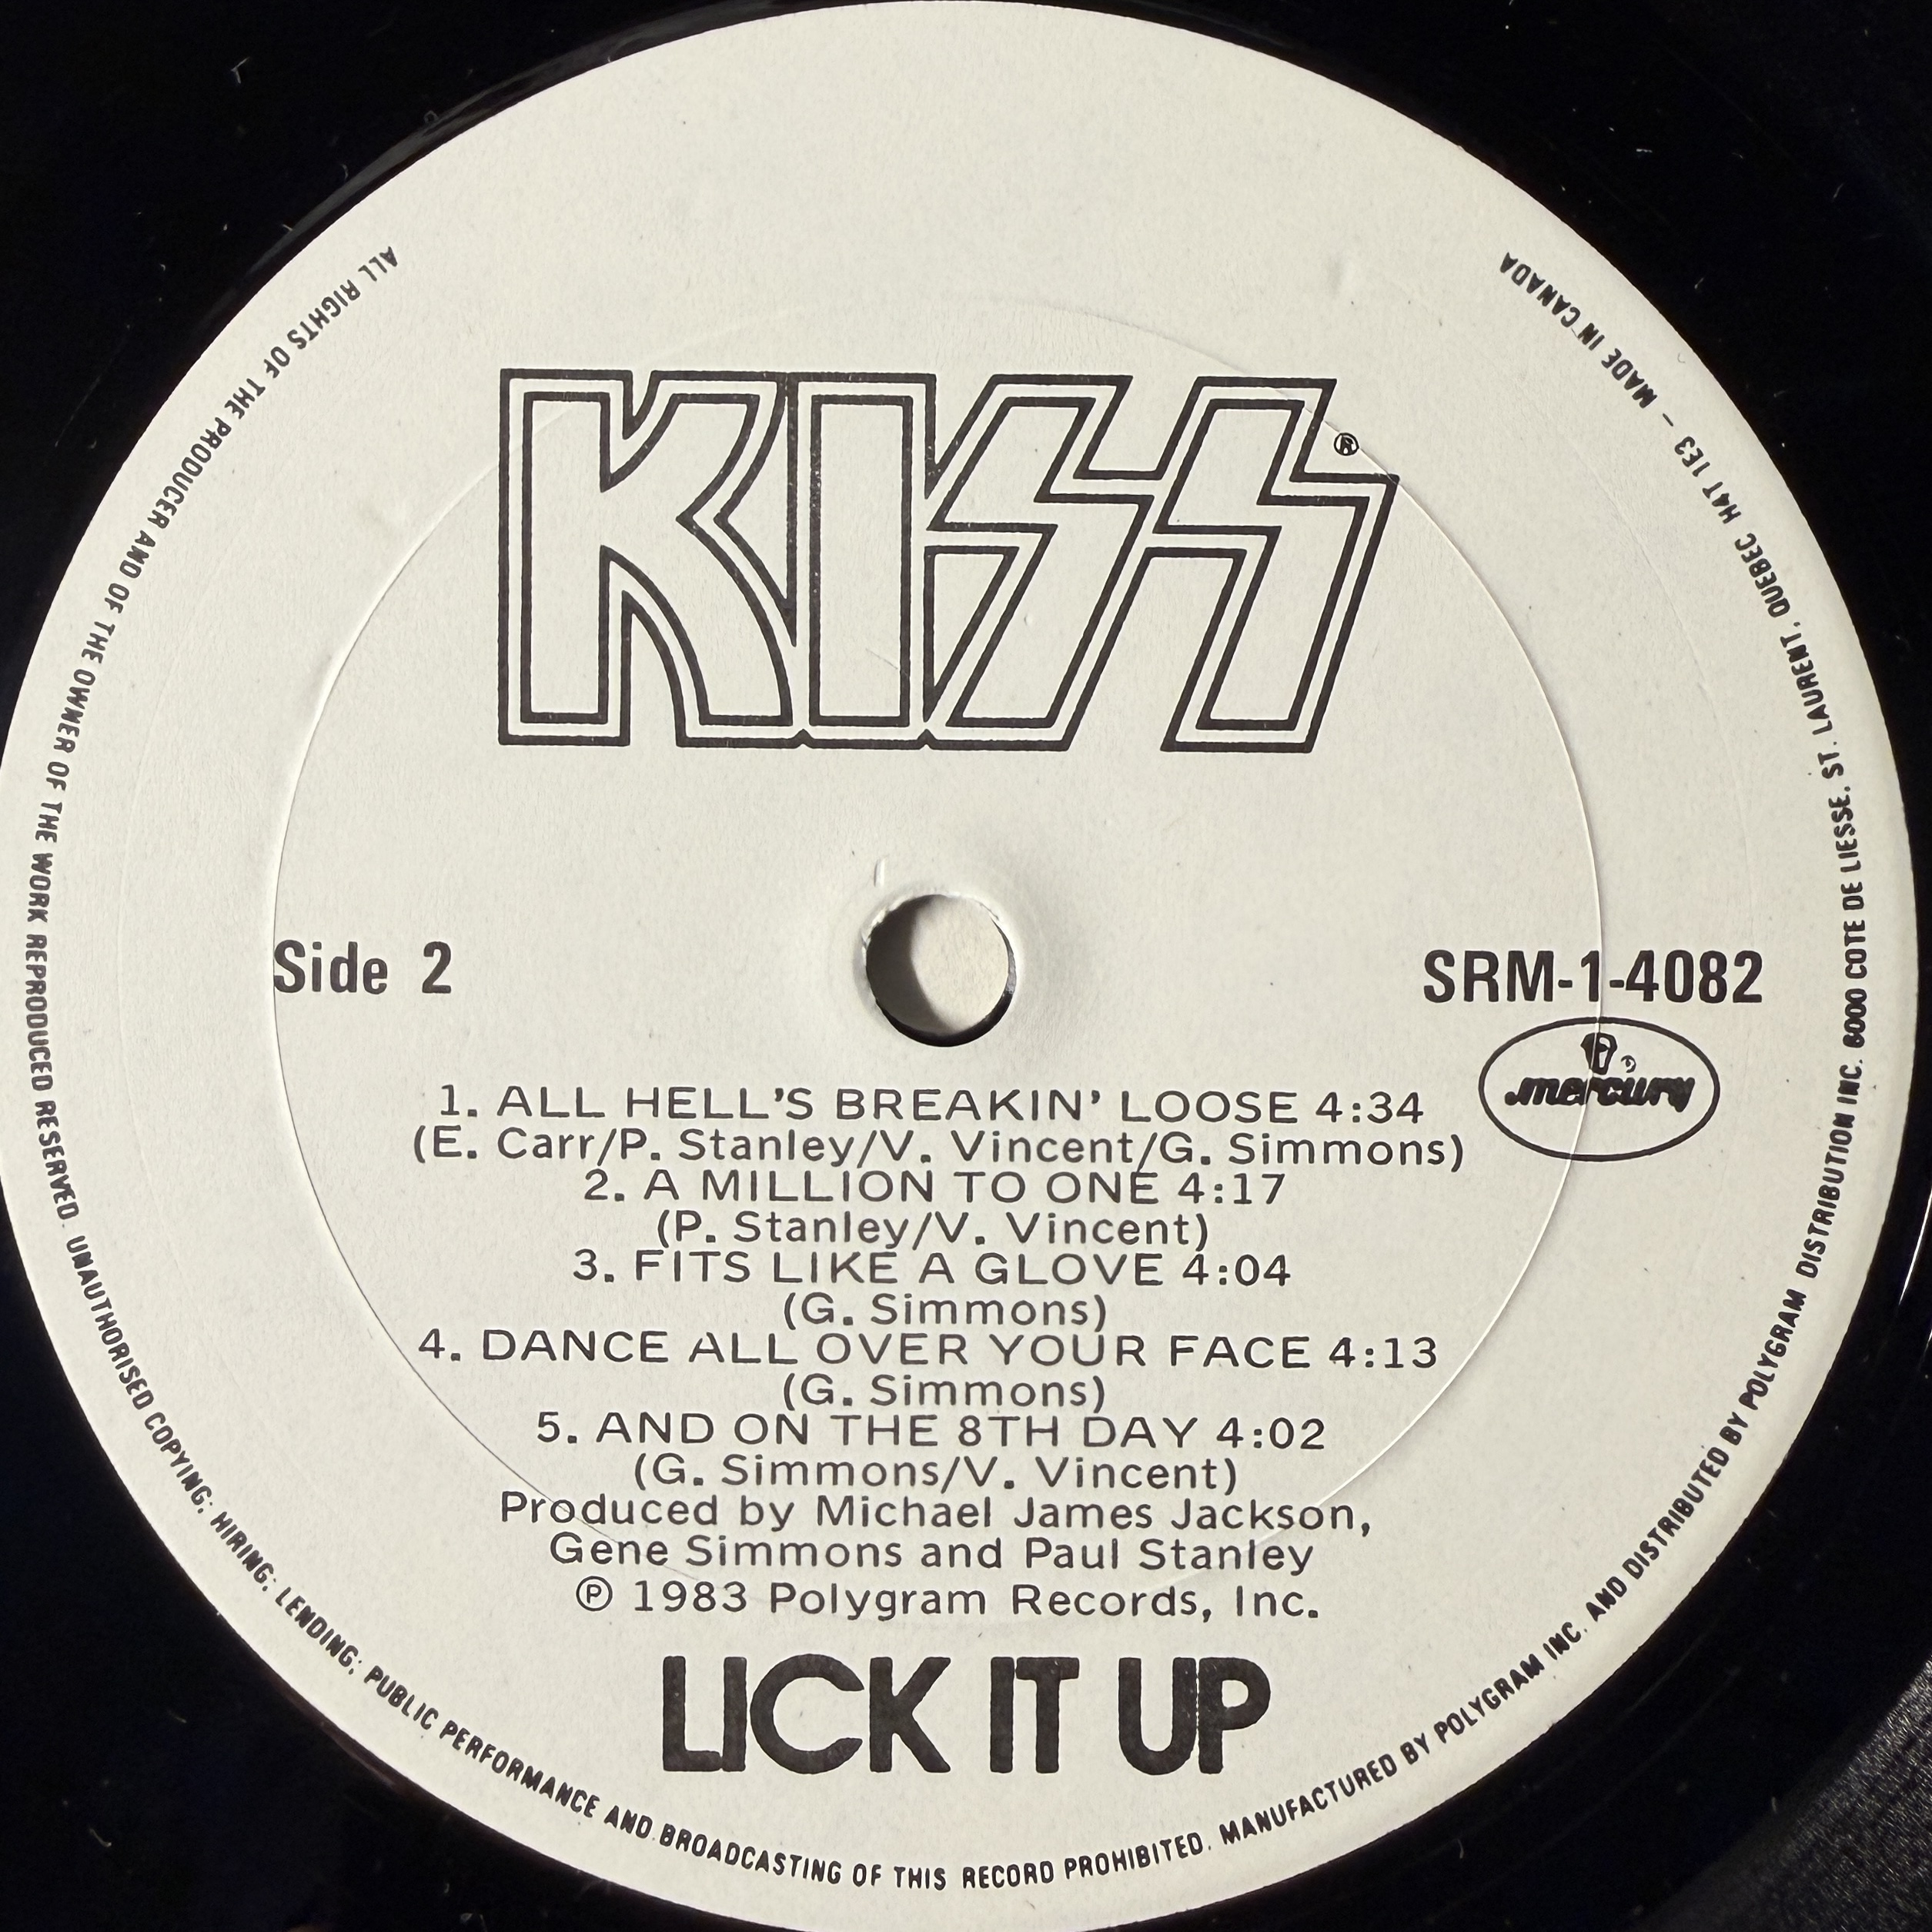 KISS®
Side 2
SRM-1-4082
mercury®
1. ALL HELL'S BREAKIN' LOOSE 4:34
(E. Carr/P. Stanley/V. Vincent/G. Simmons)
2. A MILLION TO ONE 4:17
(P. Stanley/V. Vincent)
3. FITS LIKE A GLOVE 4:04
(G. Simmons)
4. DANCE ALL OVER YOUR FACE 4:13
(G. Simmons)
5. AND ON THE 8TH DAY 4:02
(G. Simmons/V. Vincent)
Produced by Michael James Jackson,
Gene Simmons and Paul Stanley
℗ 1983 Polygram Records, Inc.
LICK IT UP
ALL RIGHTS OF THE PRODUCER AND OF THE OWNER OF THE WORK REPRODUCED RESERVED. UNAUTHORISED COPYING; HIRING; LENDING; PUBLIC PERFORMANCE AND BROADCASTING OF THIS RECORD PROHIBITED. MANUFACTURED BY POLYGRAM INC. AND DISTRIBUTED BY POLYGRAM DISTRIBUTION INC. 6000 COTE DE LIESSE, ST. LAURENT, QUEBEC H4T 1E3 – MADE IN CANADA